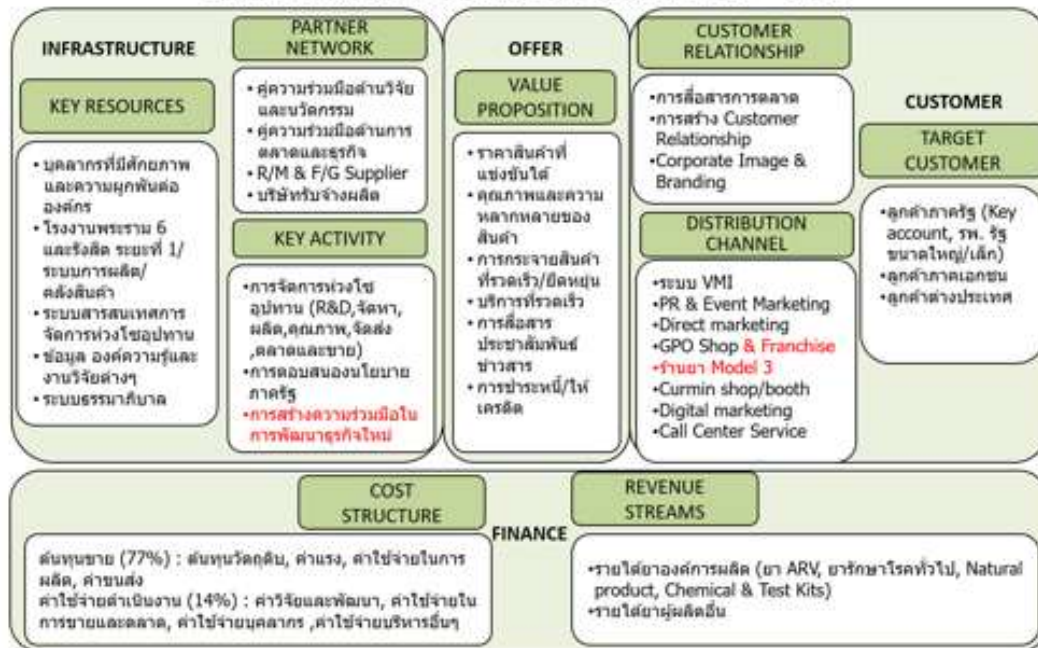 INFRASTRUCTURE
KEY RESOURCES
• บุคลากรที่มีศักยภาพ
และความผูกพันต่อ
องค์กร
• โรงงานพระราม 6
และรังสิต ระยะที่ 1/
ระบบการผลิต/
คลังสินค้า
• ระบบสารสนเทศการ
จัดการห่วงโซ่อุปทาน
• ข้อมูล องค์ความรู้และ
งานวิจัยต่างๆ
• ระบบธรรมาภิบาล
PARTNER
NETWORK
• คู่ความร่วมมือด้านวิจัย
และนวัตกรรม
• คู่ความร่วมมือด้านการ
ตลาดและธุรกิจ
• R/M & F/G Supplier
• บริษัทรับจ้างผลิต
KEY ACTIVITY
• การจัดการห่วงโซ่
อุปทาน (R&D,จัดหา,
ผลิต,คุณภาพ,จัดส่ง
,ตลาดและขาย)
• การตอบสนองนโยบาย
ภาครัฐ
• การสร้างความร่วมมือใน
การพัฒนาธุรกิจใหม่
OFFER
VALUE
PROPOSITION
• ราคาสินค้าที่
แข่งขันได้
• คุณภาพและความ
หลากหลายของ
สินค้า
• การกระจายสินค้า
ที่รวดเร็ว/ยืดหยุ่น
• บริการที่รวดเร็ว
• การสื่อสาร
ประชาสัมพันธ์
ข่าวสาร
• การชำระหนี้/ให้
เครดิต
CUSTOMER
RELATIONSHIP
•การสื่อสารการตลาด
•การสร้าง Customer
Relationship
•Corporate Image &
Branding
DISTRIBUTION
CHANNEL
•ระบบ VMI
•PR & Event Marketing
•Direct marketing
•GPO Shop & Franchise
•ร้านยา Model 3
•Curmin shop/booth
•Digital marketing
•Call Center Service
CUSTOMER
TARGET
CUSTOMER
•ลูกค้าภาครัฐ (Key
account, รพ. รัฐ
ขนาดใหญ่/เล็ก)
•ลูกค้าภาคเอกชน
•ลูกค้าต่างประเทศ
COST
STRUCTURE
ต้นทุนขาย (77%) : ต้นทุนวัตถุดิบ, ค่าแรง, ค่าใช้จ่ายในการ
ผลิต, ค่าขนส่ง
ค่าใช้จ่ายดำเนินงาน (14%) : ค่าวิจัยและพัฒนา, ค่าใช้จ่ายใน
การขายและตลาด, ค่าใช้จ่ายบุคลากร ,ค่าใช้จ่ายบริหารอื่นๆ
FINANCE
REVENUE
STREAMS
•รายได้ยาองค์การผลิต (ยา ARV, ยารักษาโรคทั่วไป, Natural
product, Chemical & Test Kits)
•รายได้ยาผู้ผลิตอื่น